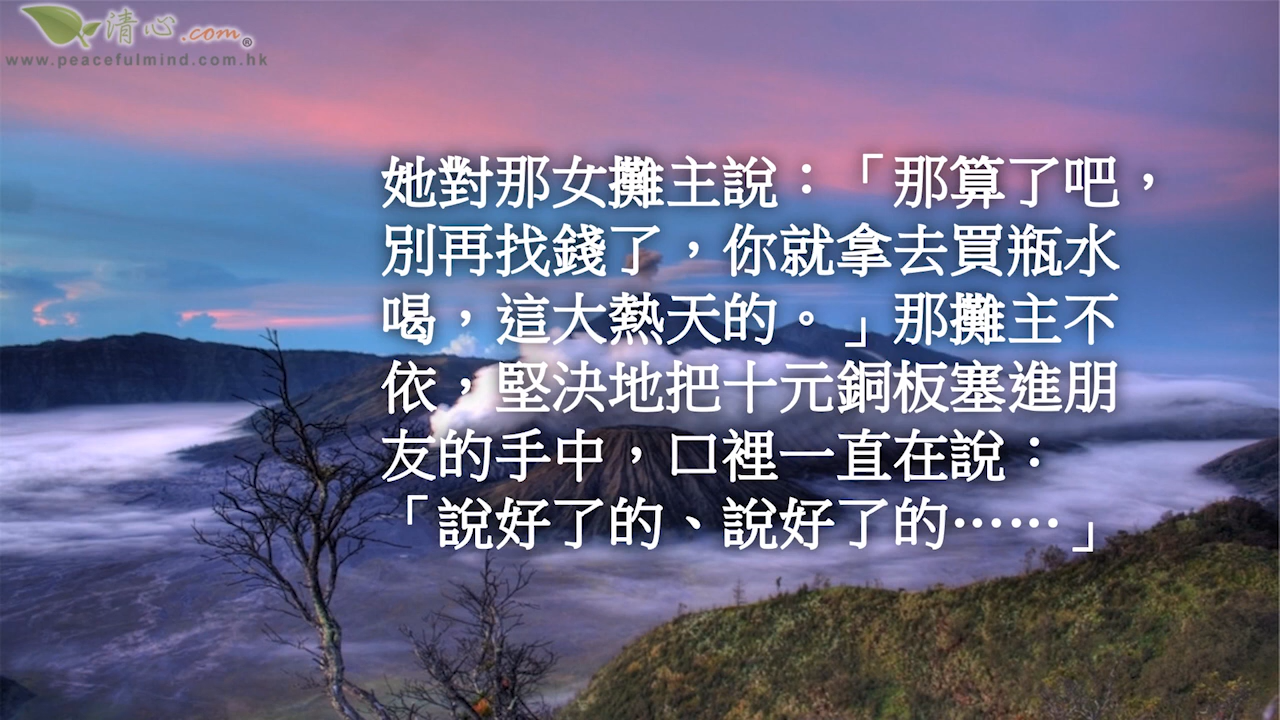 清心.com®
www.peacefulmind.com.hk
她對那女攤主說：「那算了吧，
別再找錢了，你就拿去買瓶水
喝，這大熱天的。」那攤主不
依，堅決地把十元銅板塞進朋
友的手中，口裡一直在說：
「說好了的、說好了的⋯⋯」